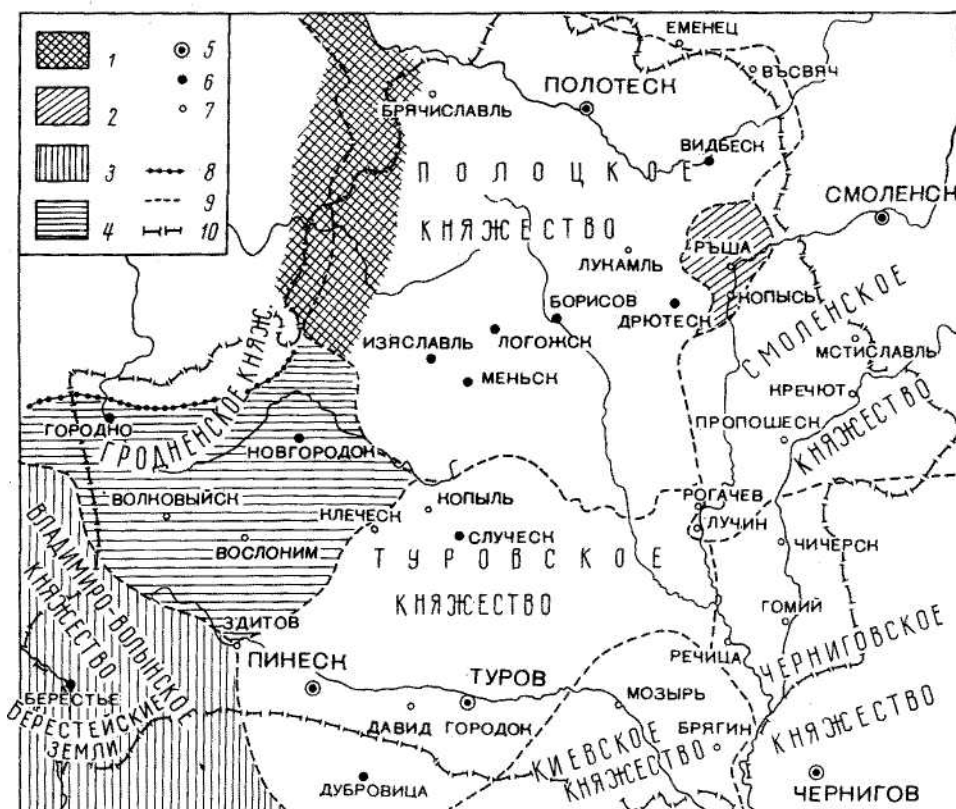 1
2
3
4
5
6
7
8
9
10
ЕМЕНЕЦ
ВЪСВЯЧ
БРЯЧИСЛАВЛЬ
ПОЛОТЕСК
ВИДБЕСК
ПОЛОЦКОЕ
КНЯЖЕСТВО
СМОЛЕНСК
ЛУКАМЛЬ
РЪША
КОПЫСЬ
БОРИСОВ
ДРЮТЕСК
СМОЛЕНСКОЕ
КНЯЖЕСТВО
ИЗЯСЛАВЛЬ
ЛОГОЖСК
МЕНЬСК
МСТИСЛАВЛЬ
КРЕЧЮТ
ПРОПОШЕСК
ГОРОДНО
ГРОДНЕНСКОЕ КНЯЖ.
НОВГОРОДОК
ВОЛКОВЫЙСК
КЛЕЧЕСК
КОПЫЛЬ
РОГАЧЕВ
ЛУЧИН
ВОСЛОНИМ
СЛУЧЕСК
ЧИЧЕРСК
ТУРОВСКОЕ
КНЯЖЕСТВО
ВЛАДИМИРО-ВОЛЫНСКОЕ
КНЯЖЕСТВО
ЗДИТОВ
ГОМИЙ
ПИНЕСК
ТУРОВ
РЕЧИЦА
ЧЕРНИГОВСКОЕ
КНЯЖЕСТВО
БЕРЕСТЬЕ
БЕРЕСТЕЙСКИЕ
ЗЕМЛИ
ДАВИД
ГОРОДОК
МОЗЫРЬ
БРЯГИН
КИЕВСКОЕ
КНЯЖЕСТВО
ДУБРОВИЦА
ЧЕРНИГОВ